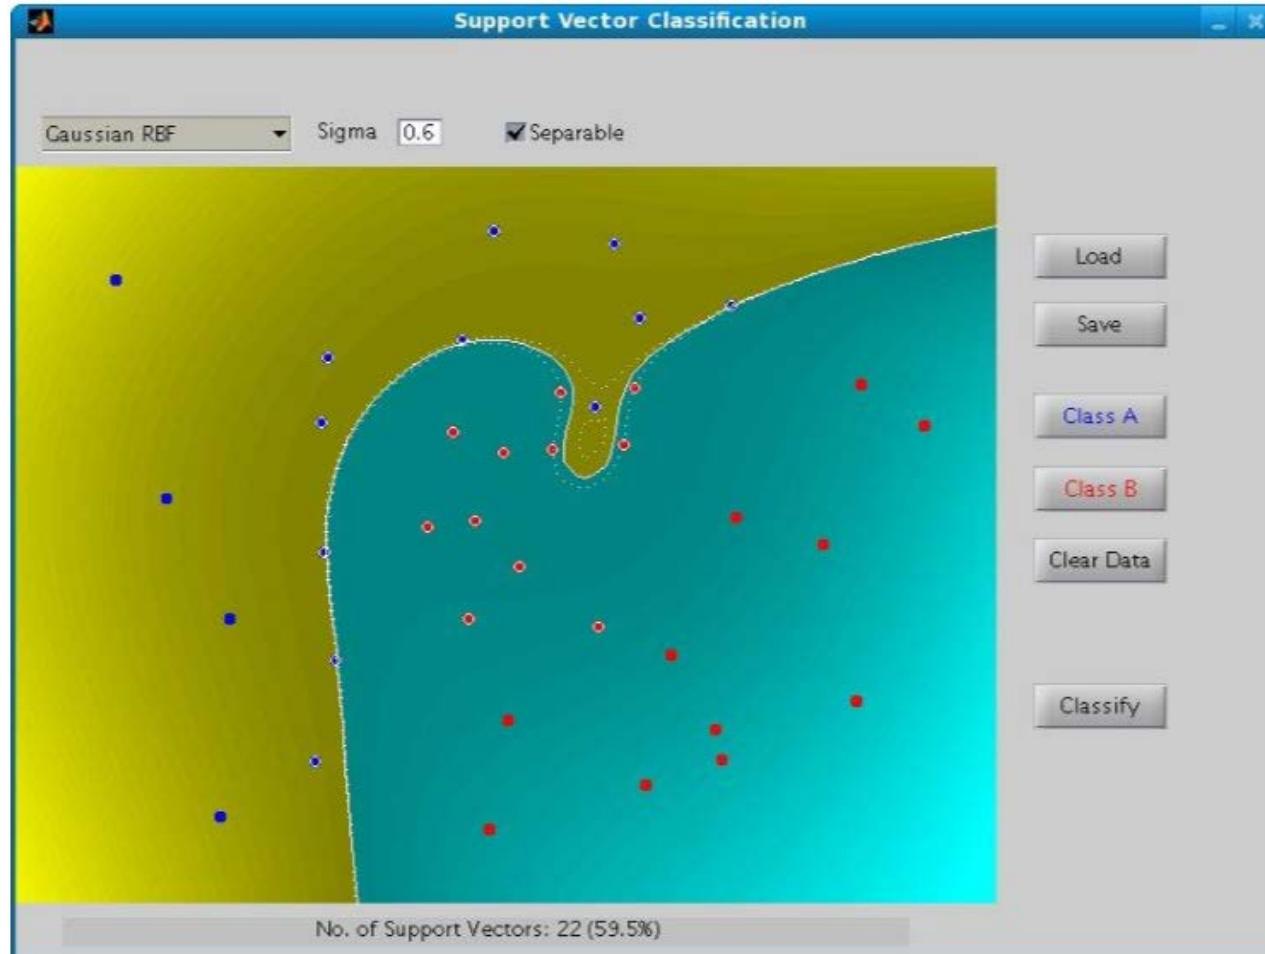 Support Vector Classification
Gaussian RBF Sigma 0.6 Separable
Load
Save
Class A
Class B
Clear Data
Classify
No. of Support Vectors: 22 (59.5%)